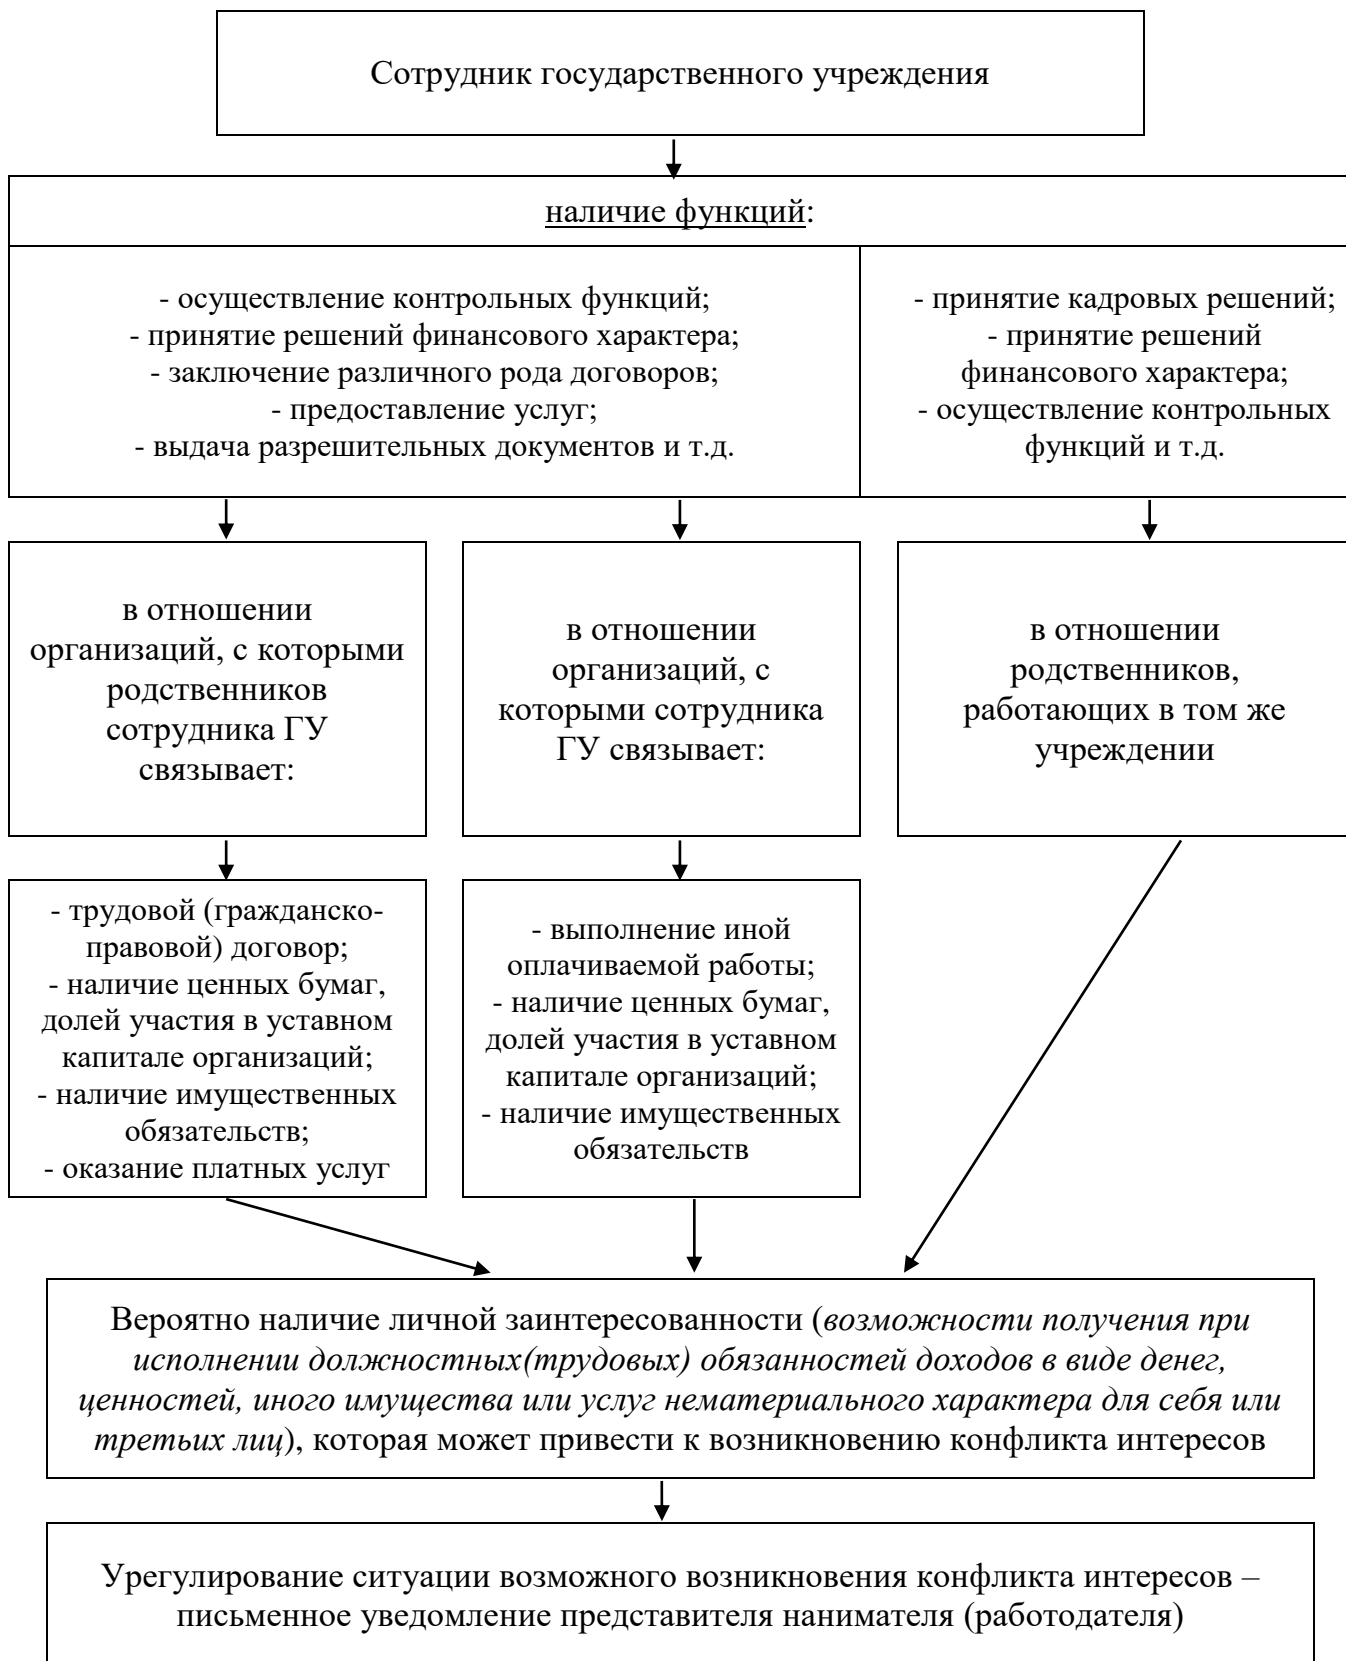 Сотрудник государственного учреждения
наличие функций:
- осуществление контрольных функций;
- принятие решений финансового характера;
- заключение различного рода договоров;
- предоставление услуг;
- выдача разрешительных документов и т.д.
- принятие кадровых решений;
- принятие решений
финансового характера;
- осуществление контрольных
функций и т.д.
в отношении
организаций, с которыми
родственников
сотрудника ГУ
связывает:
в отношении
организаций, с
которыми сотрудника
ГУ связывает:
в отношении
родственников,
работающих в том же
учреждении
- трудовой (гражданско-
правовой) договор;
- наличие ценных бумаг,
долей участия в уставном
капитале организаций;
- наличие имущественных
обязательств;
- оказание платных услуг
- выполнение иной
оплачиваемой работы;
- наличие ценных бумаг,
долей участия в уставном
капитале организаций;
- наличие имущественных
обязательств
Вероятно наличие личной заинтересованности (возможности получения при
исполнении должностных(трудовых) обязанностей доходов в виде денег,
ценностей, иного имущества или услуг нематериального характера для себя или
третьих лиц), которая может привести к возникновению конфликта интересов
Урегулирование ситуации возможного возникновения конфликта интересов –
письменное уведомление представителя нанимателя (работодателя)